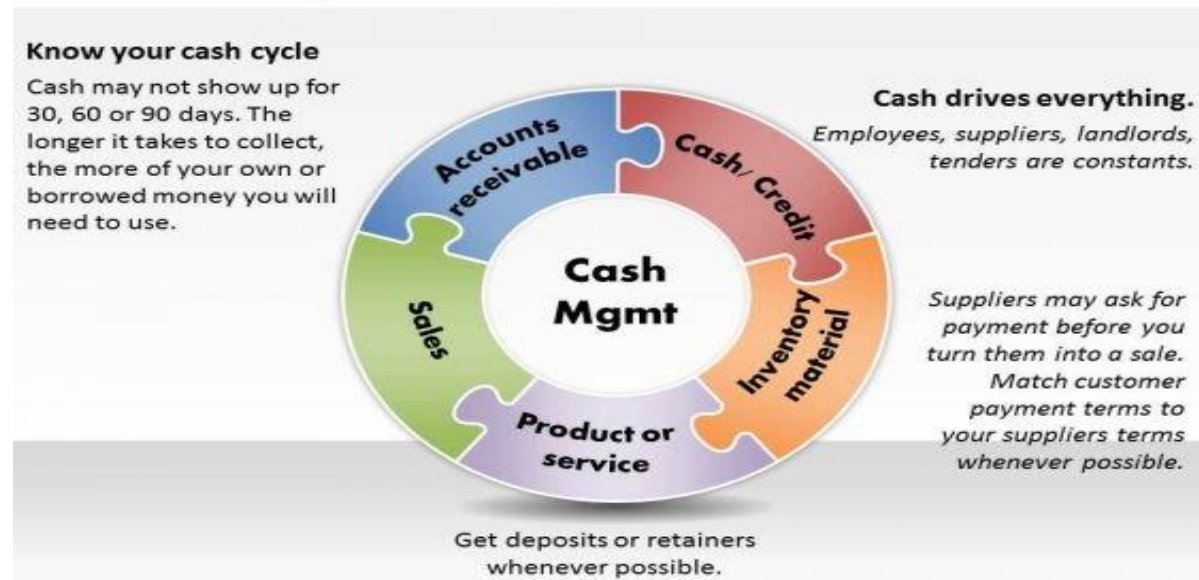 Know your cash cycle
Cash may not show up for
30, 60 or 90 days. The
longer it takes to collect,
the more of your own or
borrowed money you will
need to use.
Cash drives everything.
Employees, suppliers, landlords,
tenders are constants.
Accounts
receivable
Cash/ Credit
Cash
Mgmt
Sales
Inventory
material
Product or
service
Suppliers may ask for
payment before you
turn them into a sale.
Match customer
payment terms to
your suppliers terms
whenever possible.
Get deposits or retainers
whenever possible.